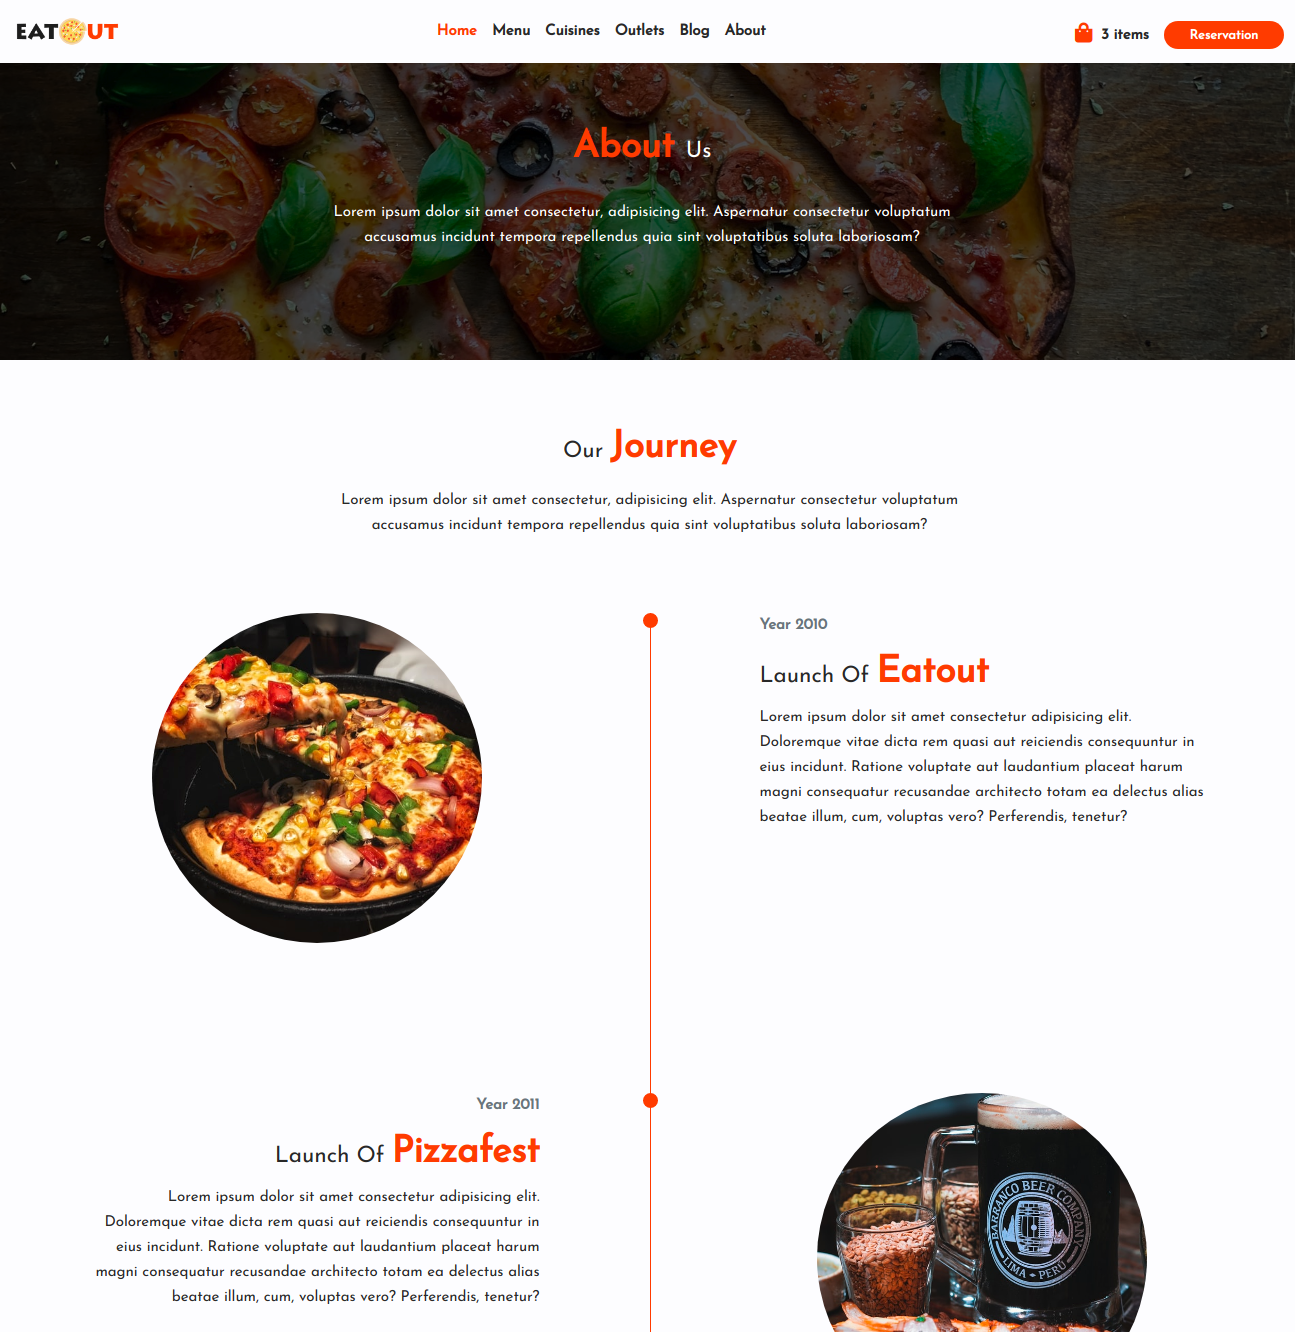 EAT UT
Home Menu Cuisines Outlets Blog About
3 items
Reservation
About Us
Lorem ipsum dolor sit amet consectetur, adipisicing elit. Aspernatur consectetur voluptatum
accusamus incidunt tempora repellendus quia sint voluptatibus soluta laboriosam?
Our Journey
Lorem ipsum dolor sit amet consectetur, adipisicing elit. Aspernatur consectetur voluptatum
accusamus incidunt tempora repellendus quia sint voluptatibus soluta laboriosam?
Year 2010
Launch Of Eatout
Lorem ipsum dolor sit amet consectetur adipisicing elit.
Doloremque vitae dicta rem quasi aut reiciendis consequuntur in
eius incidunt. Ratione voluptate aut laudantium placeat harum
magni consequatur recusandae architecto totam ea delectus alias
beatae illum, cum, voluptas vero? Perferendis, tenetur?
Year 2011
Launch Of Pizzafest
Lorem ipsum dolor sit amet consectetur adipisicing elit.
Doloremque vitae dicta rem quasi aut reiciendis consequuntur in
eius incidunt. Ratione voluptate aut laudantium placeat harum
magni consequatur recusandae architecto totam ea delectus alias
beatae illum, cum, voluptas vero? Perferendis, tenetur?
BARRANCO BEER COMPANY
LIMA - PERÚ